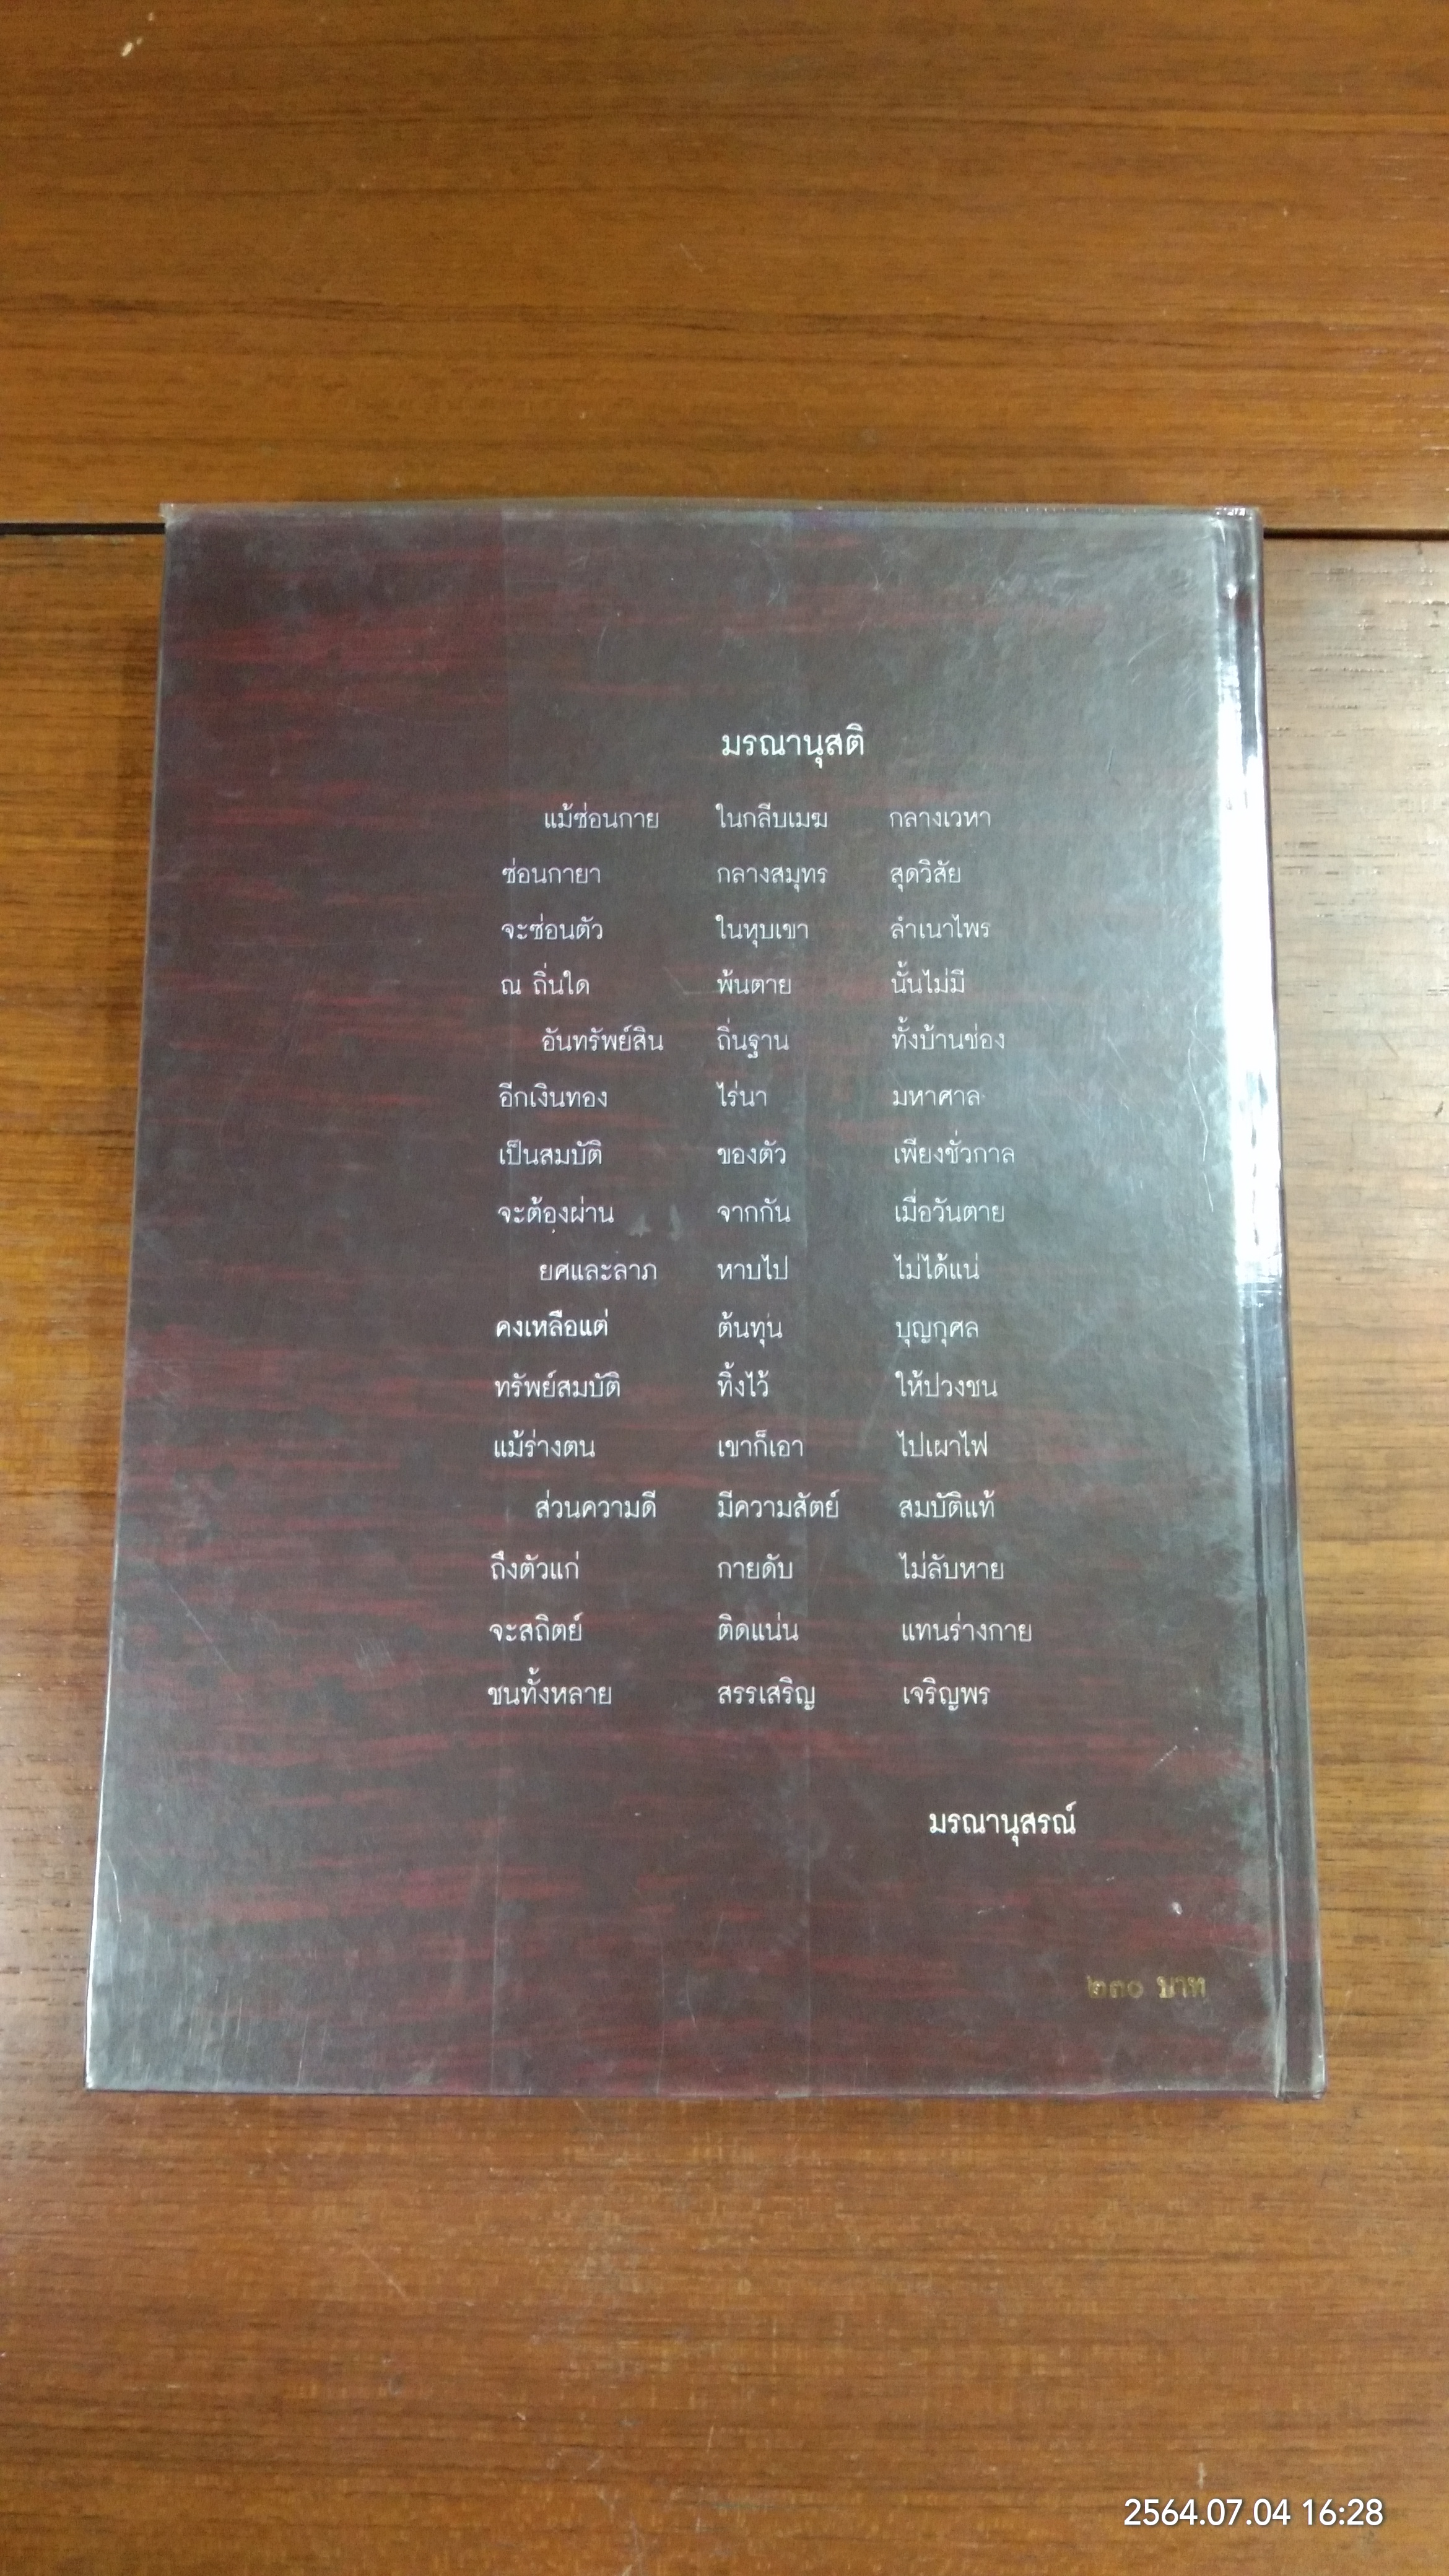 มรณานุสติ
แม้ซ่อนกาย ในกลีบเมฆ กลางเวหา
ซ่อนกายา กลางสมุทร สุดวิสัย
จะซ่อนตัว ในหุบเขา ลำเนาไพร
ณ ถิ่นใด พ้นตาย นั้นไม่มี
อันทรัพย์สิน ถิ่นฐาน ทั้งบ้านช่อง
อีกเงินทอง ไร่นา มหาศาล
เป็นสมบัติ ของตัว เพียงชั่วกาล
จะต้องผ่าน จากกัน เมื่อวันตาย
ยศและลาภ หาบไป ไม่ได้แน่
คงเหลือแต่ ต้นทุน บุญกุศล
ทรัพย์สมบัติ ทิ้งไว้ ให้ปวงชน
แม้ร่างตน เขาก็เอา ไปเผาไฟ
ส่วนความดี มีความสัตย์ สมบัติแท้
ถึงตัวแก่ กายดับ ไม่ลับหาย
จะสถิตย์ ติดแน่น แทนร่างกาย
ชนทั้งหลาย สรรเสริญ เจริญพร
มรณานุสรณ์
๒๓๐ บาท
2564.07.04 16:28